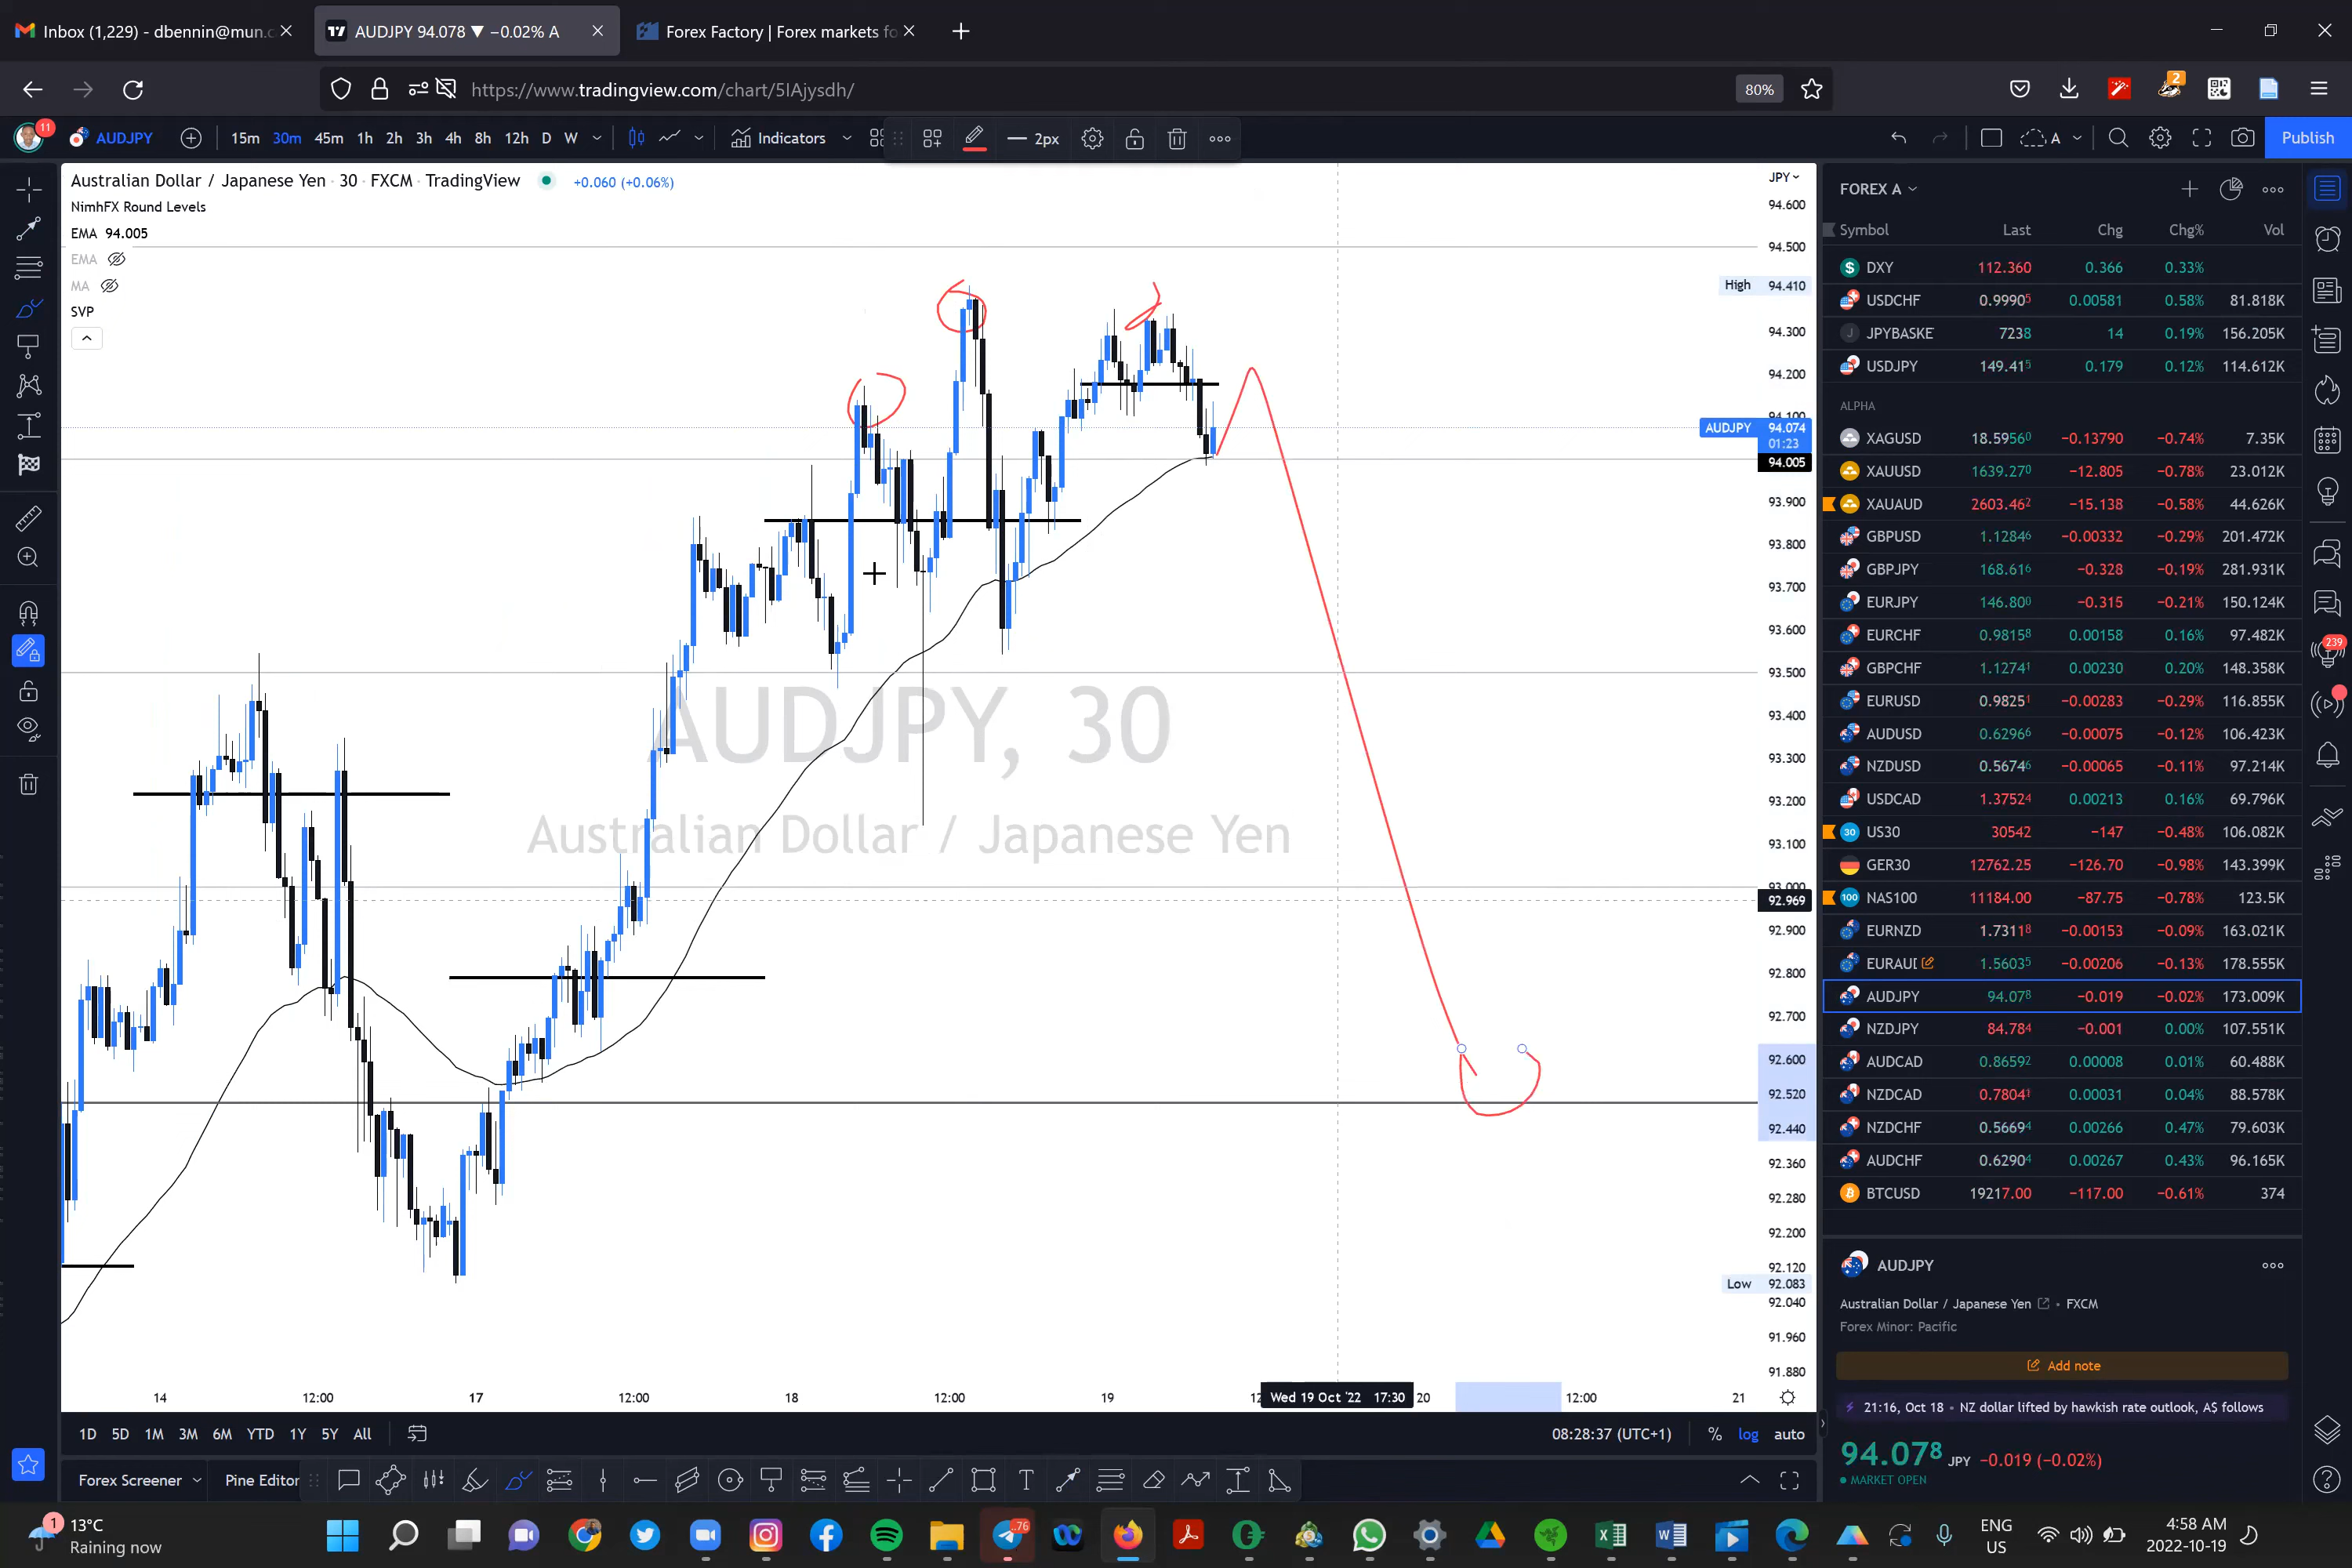 Inbox (1,229) - dbennin@mun.c
AUDJPY 94.078 ▼ −0.02% A
Forex Factory | Forex markets fo
https://www.tradingview.com/chart/5IAjysdh/
80%
2
11
AUDJPY
15m 30m 45m 1h 2h 3h 4h 8h 12h D W
Indicators
2px
A
Publish
Australian Dollar / Japanese Yen · 30 · FXCM · TradingView
+0.060 (+0.06%)
NimhFX Round Levels
EMA 94.005
EMA
MA
SVP
AUDJPY, 30
Australian Dollar / Japanese Yen
JPY
94.600
94.500
High 94.410
94.300
94.200
94.100
AUDJPY 94.074
01:23
94.005
93.900
93.800
93.700
93.600
93.500
93.400
93.300
93.200
93.100
93.000
92.969
92.900
92.800
92.700
92.600
92.520
92.440
92.360
92.280
92.200
92.120
Low 92.083
92.040
91.960
91.880
14 12:00 17 12:00 18 12:00 19 12 Wed 19 Oct '22 17:30 20 12:00 21
1D 5D 1M 3M 6M YTD 1Y 5Y All
08:28:37 (UTC+1) % log auto
Forex Screener Pine Editor
FOREX A
Symbol Last Chg Chg% Vol
DXY 112.360 0.366 0.33%
USDCHF 0.99905 0.00581 0.58% 81.818K
JPYBASKE 7238 14 0.19% 156.205K
USDJPY 149.415 0.179 0.12% 114.612K
ALPHA
XAGUSD 18.59560 −0.13790 −0.74% 7.35K
XAUUSD 1639.270 −12.805 −0.78% 23.012K
XAUAUD 2603.462 −15.138 −0.58% 44.626K
GBPUSD 1.12846 −0.00332 −0.29% 201.472K
GBPJPY 168.616 −0.328 −0.19% 281.931K
EURJPY 146.800 −0.315 −0.21% 150.124K
EURCHF 0.98158 0.00158 0.16% 97.482K
GBPCHF 1.12741 0.00230 0.20% 148.358K
EURUSD 0.98251 −0.00283 −0.29% 116.855K
AUDUSD 0.62966 −0.00075 −0.12% 106.423K
NZDUSD 0.56746 −0.00065 −0.11% 97.214K
USDCAD 1.37524 0.00213 0.16% 69.796K
US30 30542 −147 −0.48% 106.082K
GER30 12762.25 −126.70 −0.98% 143.399K
NAS100 11184.00 −87.75 −0.78% 123.5K
EURNZD 1.73118 −0.00153 −0.09% 163.021K
EURAUD 1.56035 −0.00206 −0.13% 178.555K
AUDJPY 94.078 −0.019 −0.02% 173.009K
NZDJPY 84.784 −0.001 0.00% 107.551K
AUDCAD 0.86592 0.00008 0.01% 60.488K
NZDCAD 0.78041 0.00031 0.04% 88.578K
NZDCHF 0.56694 0.00266 0.47% 79.603K
AUDCHF 0.62904 0.00267 0.43% 96.165K
BTCUSD 19217.00 −117.00 −0.61% 374
AUDJPY
Australian Dollar / Japanese Yen · FXCM
Forex Minor: Pacific
Add note
21:16, Oct 18 · NZ dollar lifted by hawkish rate outlook, A$ follows
94.078 JPY −0.019 (−0.02%)
MARKET OPEN
239
1
13°C
Raining now
76
ENG
US
4:58 AM
2022-10-19